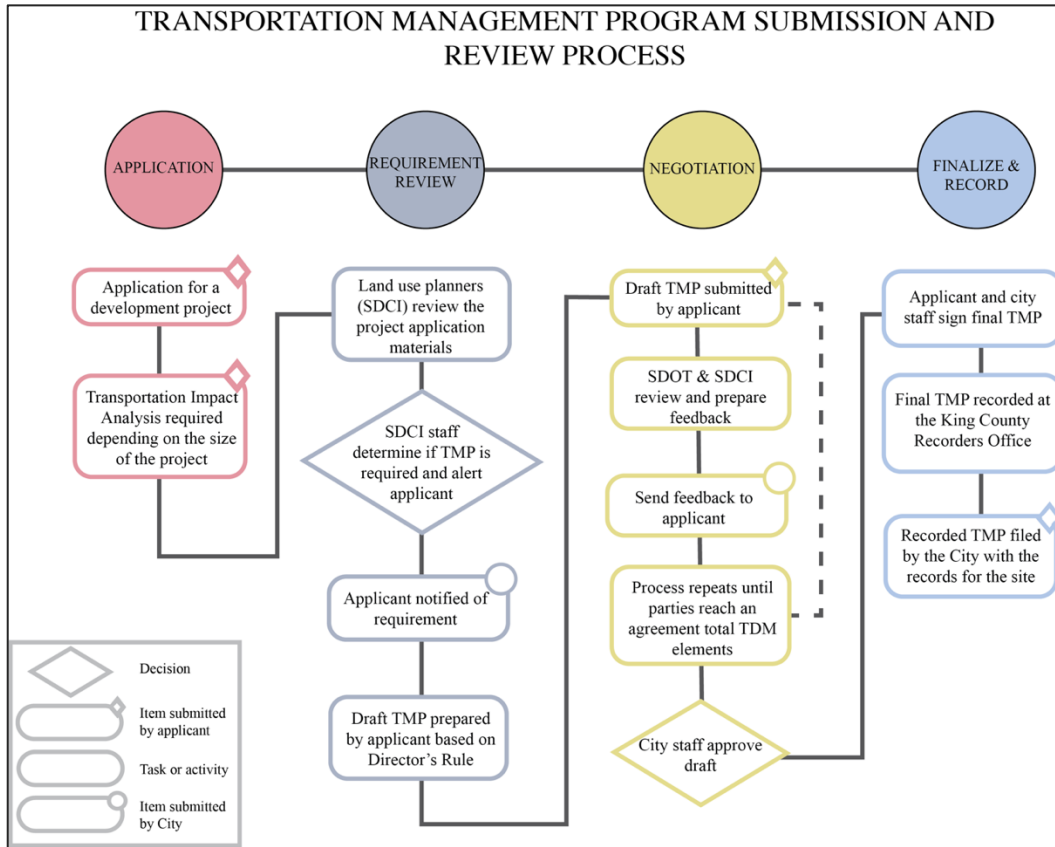 TRANSPORTATION MANAGEMENT PROGRAM SUBMISSION AND
REVIEW PROCESS
APPLICATION
REQUIREMENT
REVIEW
NEGOTIATION
FINALIZE &
RECORD
Application for a
development project
Transportation Impact
Analysis required
depending on the size
of the project
Land use planners
(SDCI) review the
project application
materials
SDCI staff
determine if TMP is
required and alert
applicant
Applicant notified of
requirement
Draft TMP prepared
by applicant based on
Director's Rule
Draft TMP submitted
by applicant
SDOT & SDCI
review and prepare
feedback
Send feedback to
applicant
Process repeats until
parties reach an
agreement total TDM
elements
City staff approve
draft
Applicant and city
staff sign final TMP
Final TMP recorded at
the King County
Recorders Office
Recorded TMP filed
by the City with the
records for the site
Decision
Item submitted
by applicant
Task or activity
Item submitted
by City